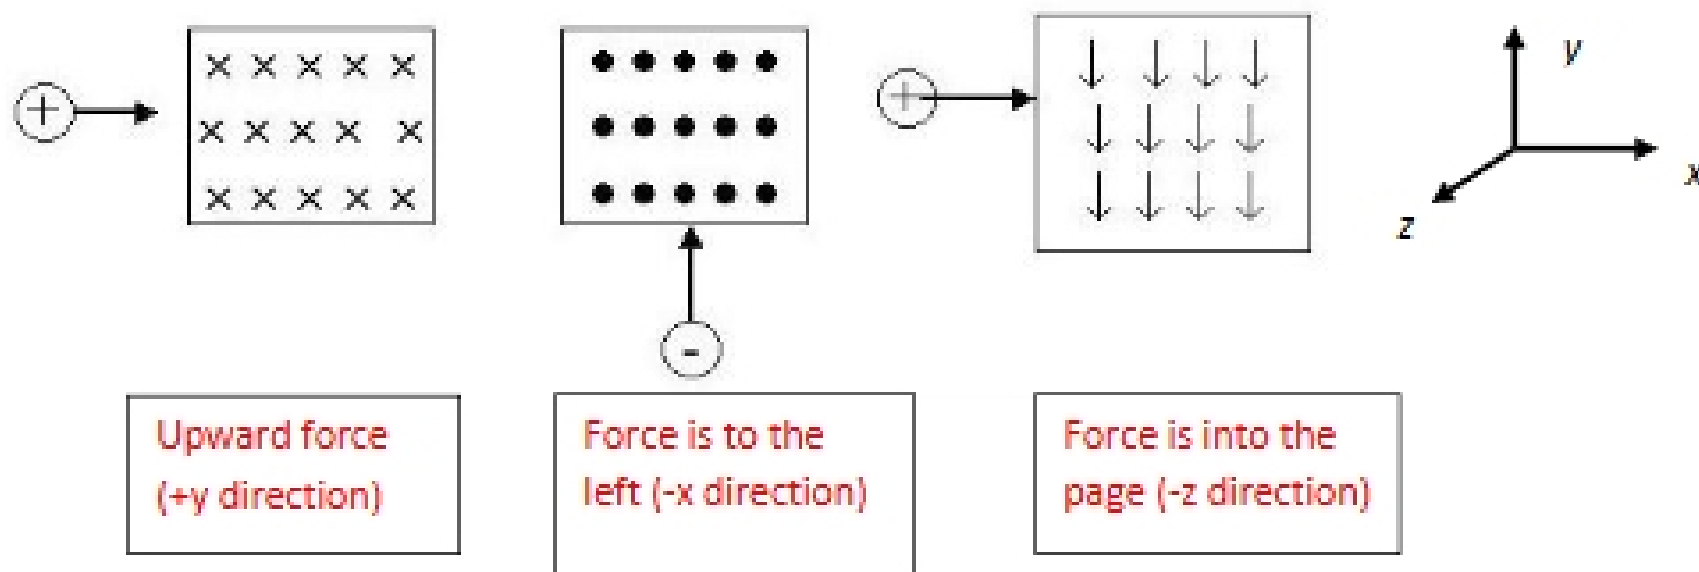 y
x
z
Upward force
(+y direction)
Force is to the
left (-x direction)
Force is into the
page (-z direction)